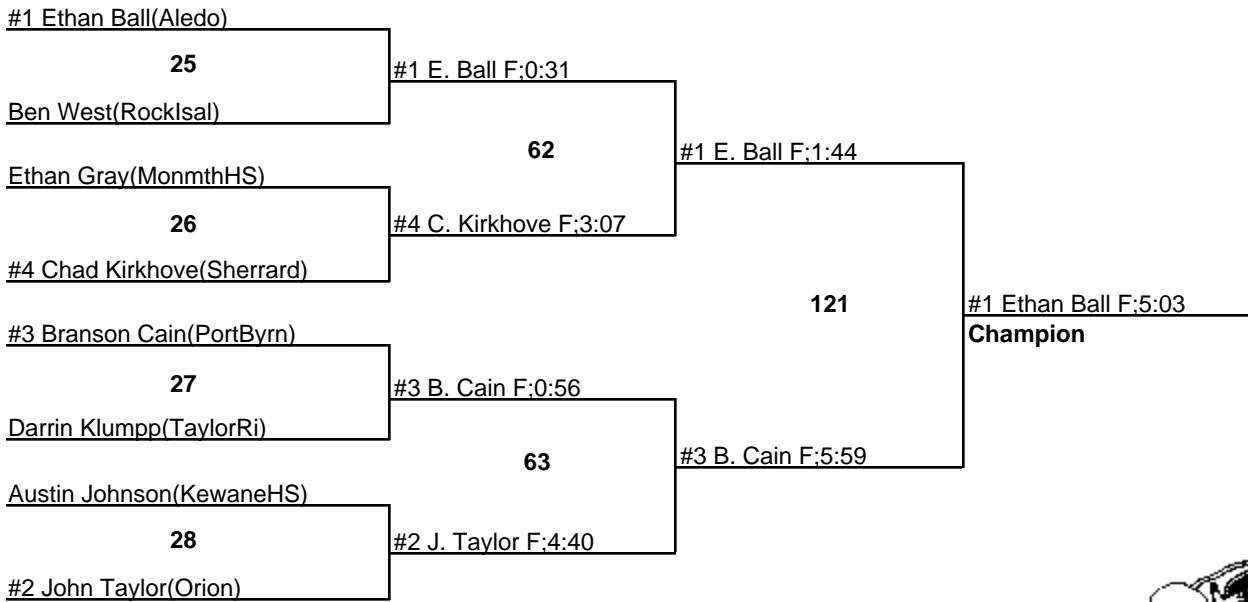 #1 Ethan Ball(Aledo)
25
#1 E. Ball F;0:31
Ben West(RockIsal)
62
#1 E. Ball F;1:44
Ethan Gray(MonmthHS)
26
#4 C. Kirkhove F;3:07
#4 Chad Kirkhove(Sherrard)
121
#1 Ethan Ball F;5:03
Champion
#3 Branson Cain(PortByrn)
27
#3 B. Cain F;0:56
Darrin Klumpp(TaylorRi)
63
#3 B. Cain F;5:59
Austin Johnson(KewaneHS)
28
#2 J. Taylor F;4:40
#2 John Taylor(Orion)